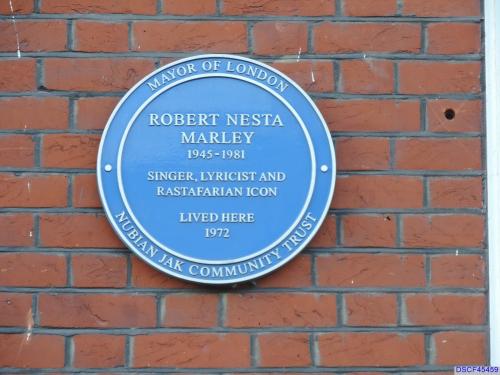 MAYOR OF LONDON
ROBERT NESTA
MARLEY
1945-1981
SINGER, LYRICIST AND
RASTAFARIAN ICON
LIVED HERE
1972
NUBIAN JAK COMMUNITY TRUST
DSCF45459